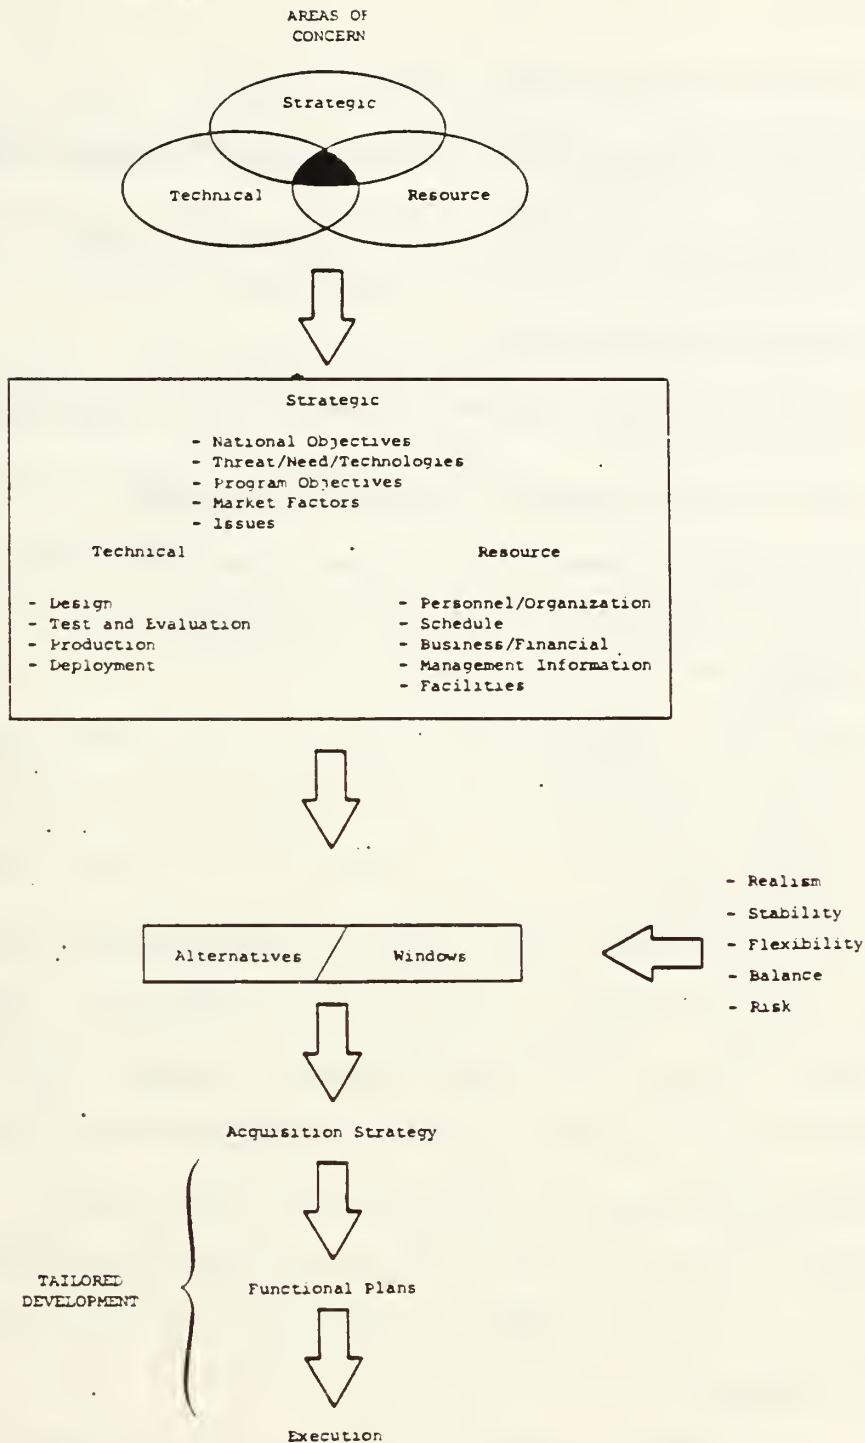 AREAS OF
CONCERN
Strategic
Technical
Resource
Strategic
- National Objectives
- Threat/Need/Technologies
- Program Objectives
- Market Factors
- Issues
Technical
- Design
- Test and Evaluation
- Production
- Deployment
Resource
- Personnel/Organization
- Schedule
- Business/Financial
- Management Information
- Facilities
Alternatives / Windows
- Realism
- Stability
- Flexibility
- Balance
- Risk
Acquisition Strategy
TAILORED
DEVELOPMENT
Functional Plans
Execution